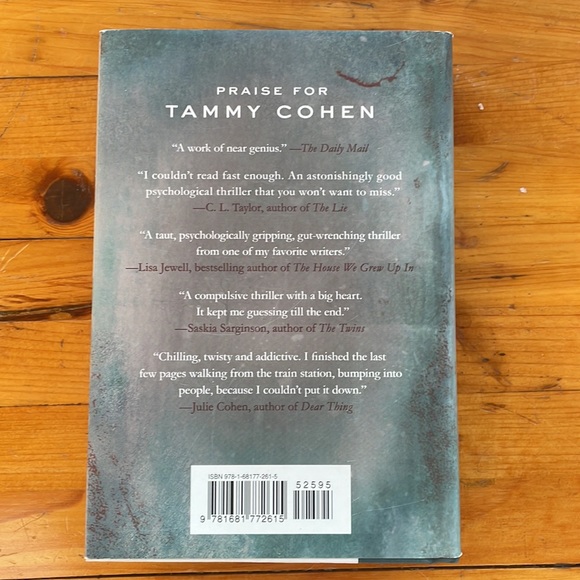 PRAISE FOR
TAMMY COHEN
“A work of near genius.” —The Daily Mail
“I couldn’t read fast enough. An astonishingly good
psychological thriller that you won’t want to miss.”
—C. L. Taylor, author of The Lie
“A taut, psychologically gripping, gut-wrenching thriller
from one of my favorite writers.”
—Lisa Jewell, bestselling author of The House We Grew Up In
“A compulsive thriller with a big heart.
It kept me guessing till the end.”
—Saskia Sarginson, author of The Twins
“Chilling, twisty and addictive. I finished the last
few pages walking from the train station, bumping into
people, because I couldn’t put it down.”
—Julie Cohen, author of Dear Thing
ISBN 978-1-68177-261-5
52595
9 781681 772615